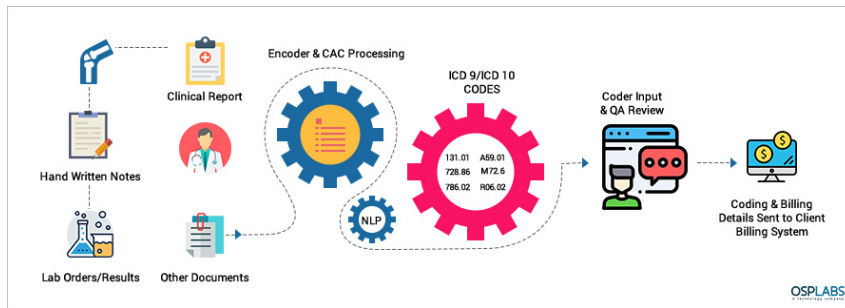 Clinical Report
Hand Written Notes
Lab Orders/Results
Other Documents
Encoder & CAC Processing
NLP
ICD 9/ICD 10
CODES
131.01 A59.01
728.86 M72.6
786.02 R06.02
Coder Input
& QA Review
$
$
Coding & Billing
Details Sent to Client
Billing System
OSPLABS
a technology company